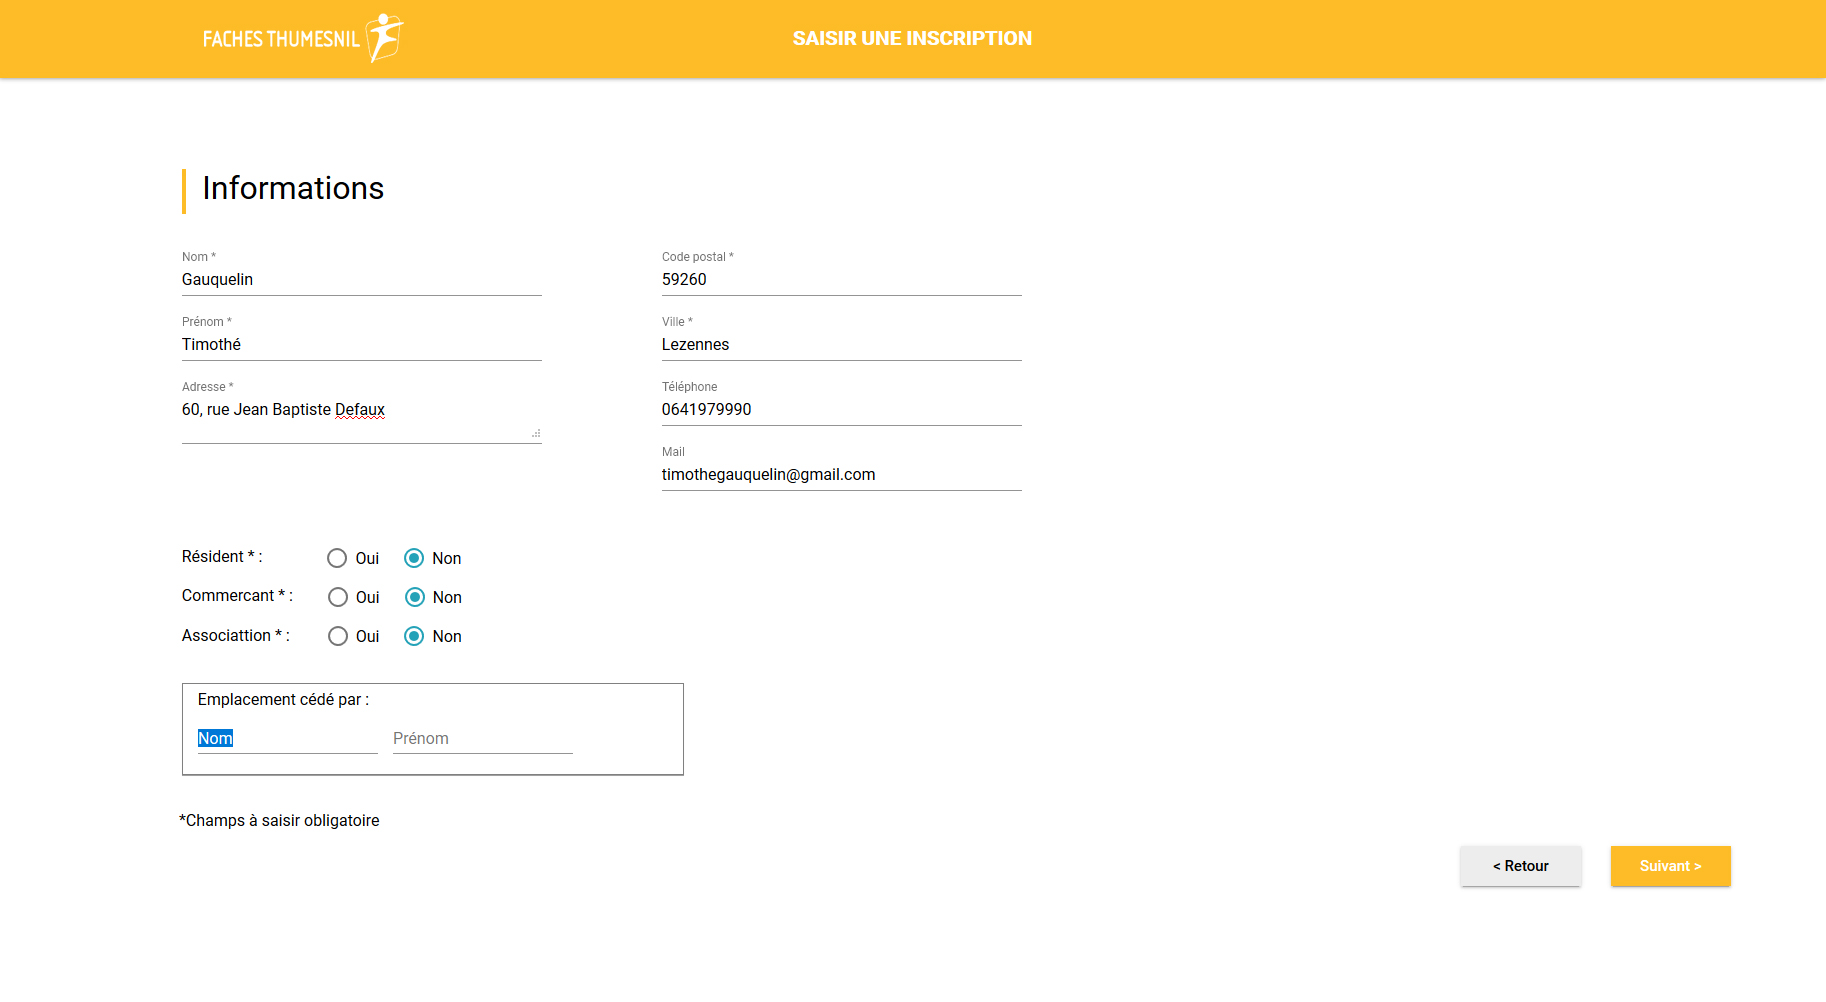 FACHES THUMESNIL
SAISIR UNE INSCRIPTION
Informations
Nom *
Gauquelin
Prénom *
Timothé
Adresse *
60, rue Jean Baptiste Defaux
Code postal *
59260
Ville *
Lezennes
Téléphone
0641979990
Mail
timothegauquelin@gmail.com
Résident * : Oui Non
Commercant * : Oui Non
Associattion * : Oui Non
Emplacement cédé par :
Nom Prénom
*Champs à saisir obligatoire
< Retour Suivant >